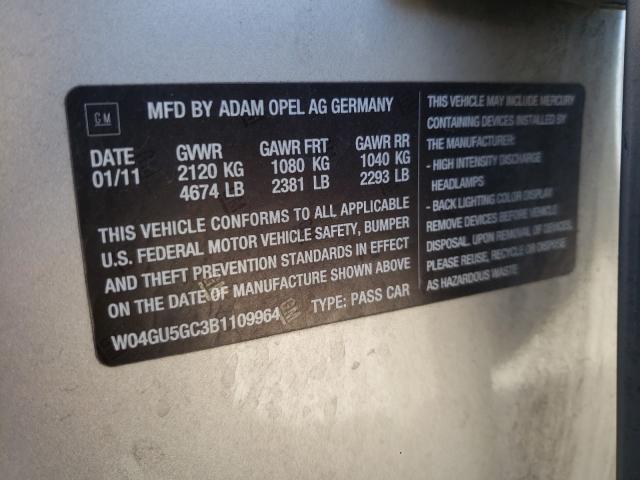 GM
MFD BY ADAM OPEL AG GERMANY
DATE GVWR GAWR FRT GAWR RR
01/11 2120 KG 1080 KG 1040 KG
4674 LB 2381 LB 2293 LB
THIS VEHICLE CONFORMS TO ALL APPLICABLE
U.S. FEDERAL MOTOR VEHICLE SAFETY, BUMPER
AND THEFT PREVENTION STANDARDS IN EFFECT
ON THE DATE OF MANUFACTURE SHOWN ABOVE
W04GU5GC3B1109964 TYPE: PASS CAR
THIS VEHICLE MAY INCLUDE MERCURY
CONTAINING DEVICES INSTALLED BY
THE MANUFACTURER:
- HIGH INTENSITY DISCHARGE
HEADLAMPS
- BACK LIGHTING COLOR DISPLAY
REMOVE DEVICES BEFORE VEHICLE
DISPOSAL. UPON REMOVAL OF DEVICES,
PLEASE REUSE, RECYCLE OR DISPOSE
AS HAZARDOUS WASTE